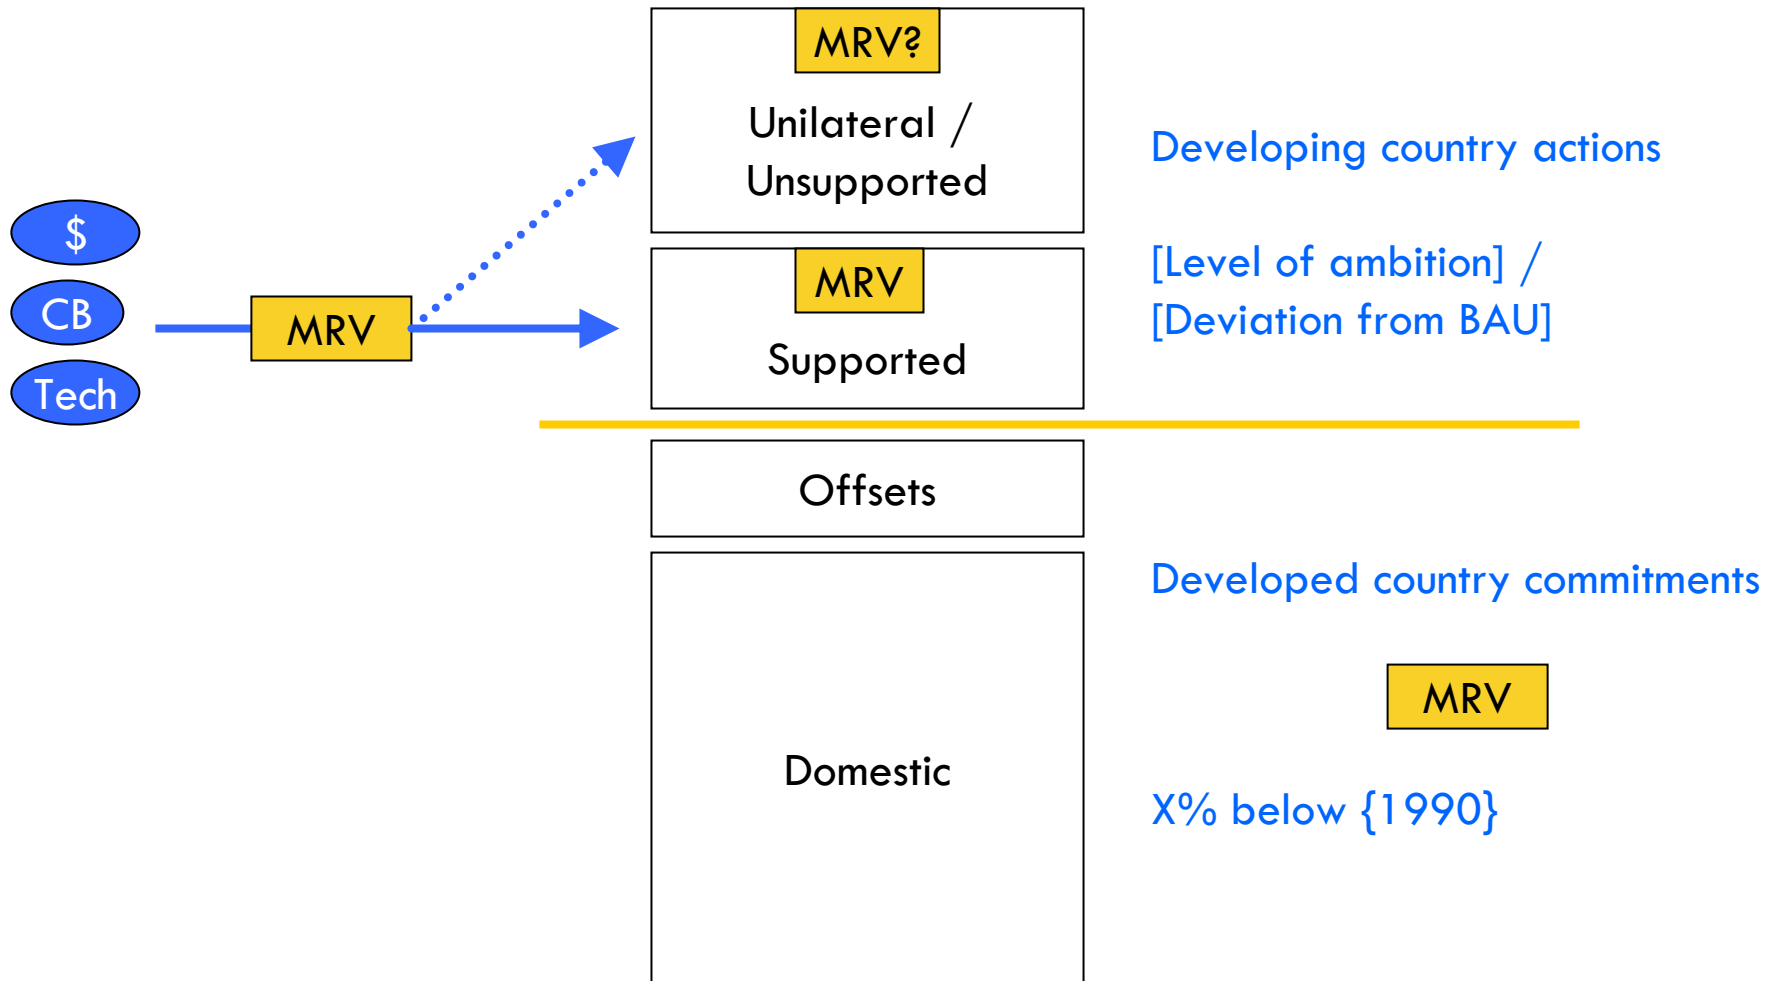 $
CB
Tech
MRV
MRV?
Unilateral /
Unsupported
MRV
Supported
Offsets
Domestic
Developing country actions
[Level of ambition] /
[Deviation from BAU]
Developed country commitments
MRV
X% below {1990}